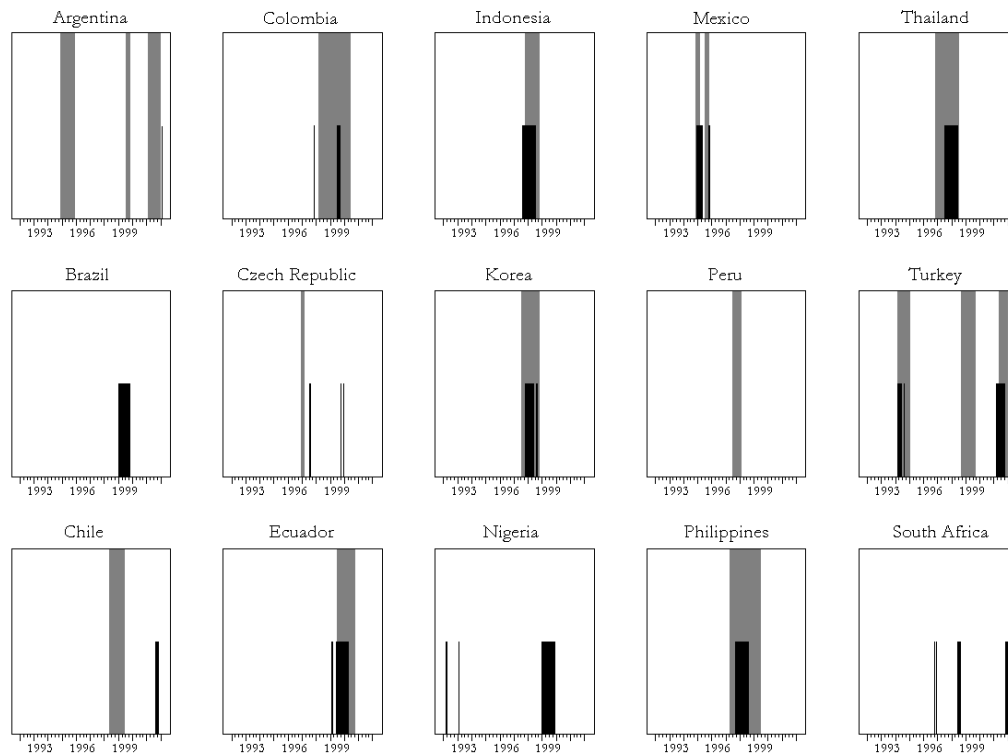 Argentina Colombia Indonesia Mexico Thailand
1993 1996 1999 1993 1996 1999 1993 1996 1999 1993 1996 1999 1993 1996 1999
Brazil Czech Republic Korea Peru Turkey
1993 1996 1999 1993 1996 1999 1993 1996 1999 1993 1996 1999 1993 1996 1999
Chile Ecuador Nigeria Philippines South Africa
1993 1996 1999 1993 1996 1999 1993 1996 1999 1993 1996 1999 1993 1996 1999